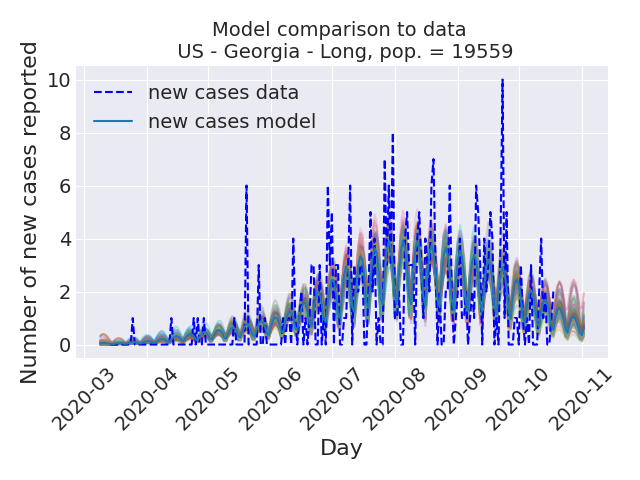 Model comparison to data
US - Georgia - Long, pop. = 19559
Number of new cases reported
10
8
6
4
2
0
new cases data
new cases model
2020-03
2020-04
2020-05
2020-06
2020-07
2020-08
2020-09
2020-10
2020-11
Day